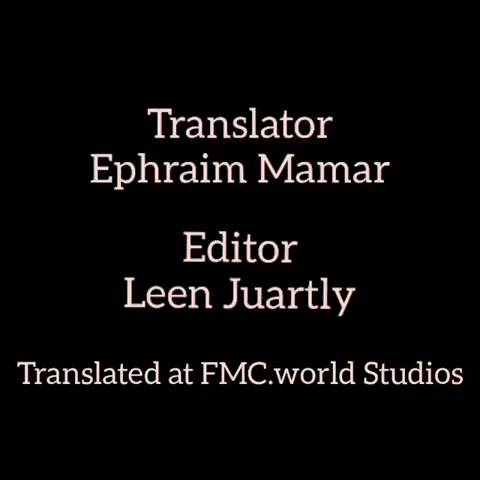 Translator
Ephraim Mamar
Editor
Leen Juartly
Translated at FMC.world Studios